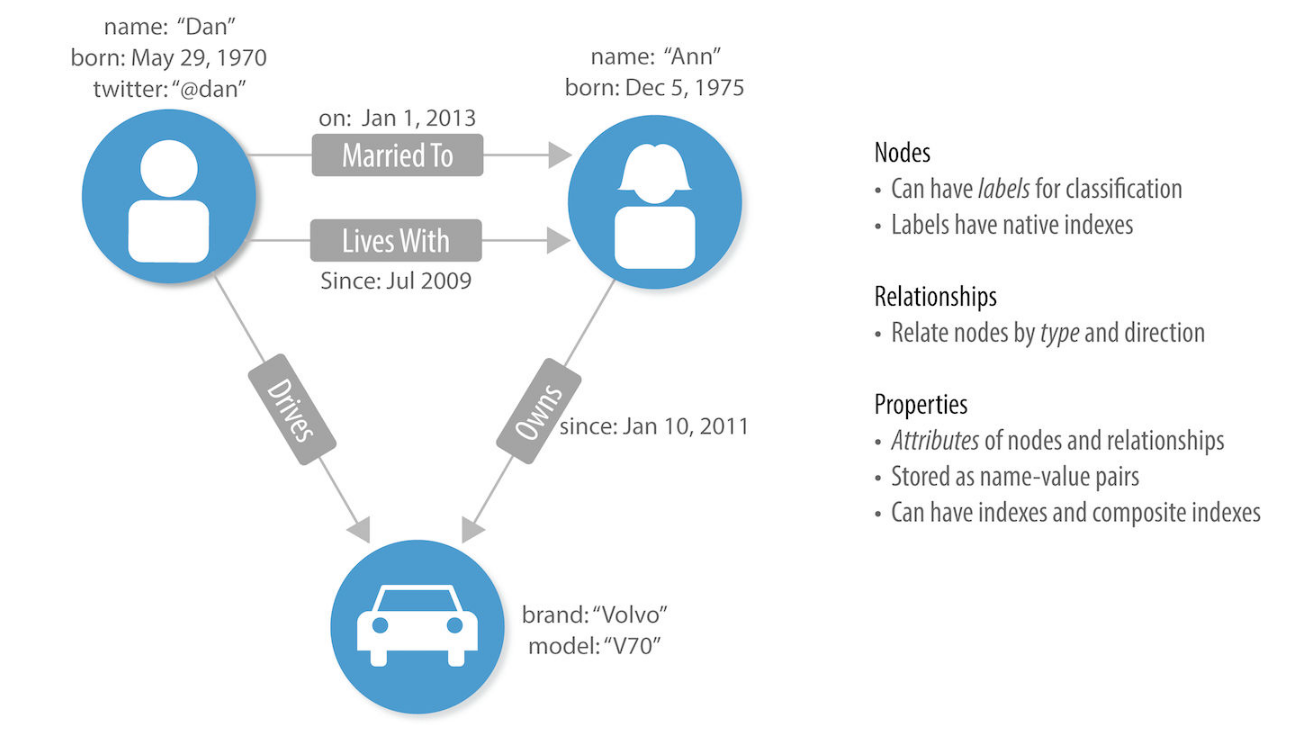 name: “Dan”
born: May 29, 1970
twitter: “@dan”
name: “Ann”
born: Dec 5, 1975
on: Jan 1, 2013
Married To
Lives With
Since: Jul 2009
Drives
Owns
since: Jan 10, 2011
brand: “Volvo”
model: “V70”
Nodes
• Can have labels for classification
• Labels have native indexes
Relationships
• Relate nodes by type and direction
Properties
• Attributes of nodes and relationships
• Stored as name-value pairs
• Can have indexes and composite indexes